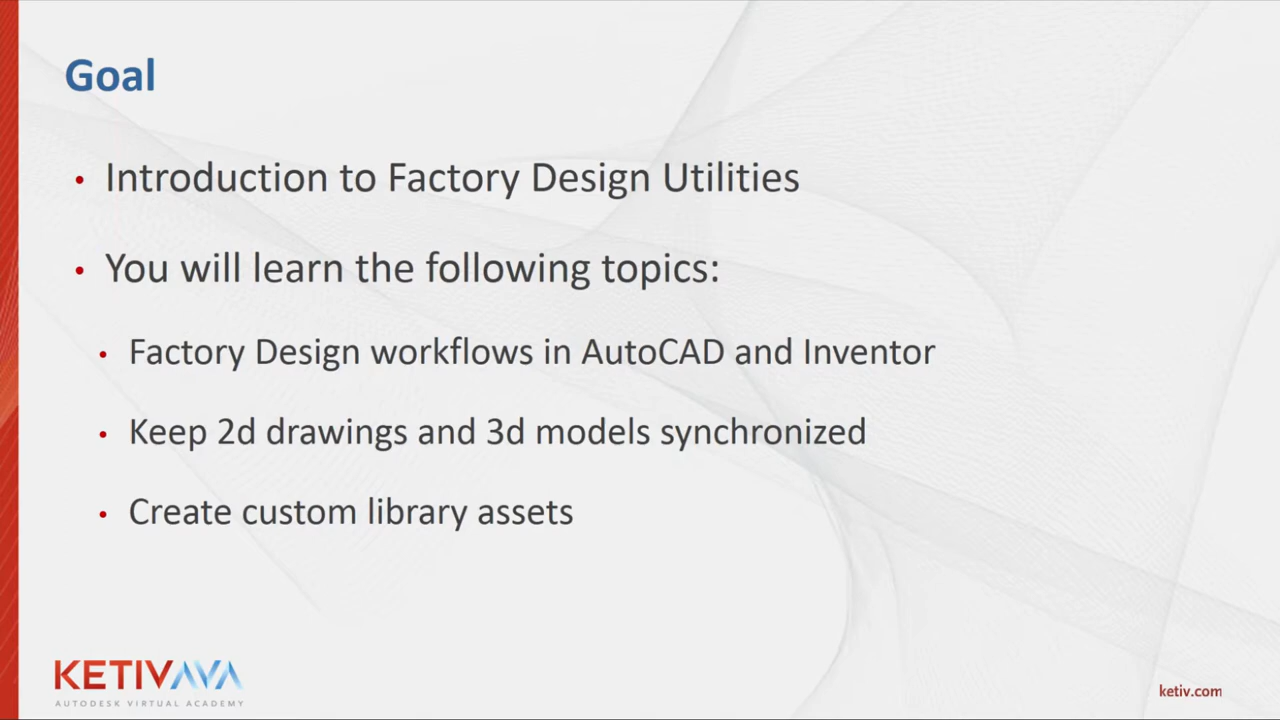 Goal
• Introduction to Factory Design Utilities
• You will learn the following topics:
• Factory Design workflows in AutoCAD and Inventor
• Keep 2d drawings and 3d models synchronized
• Create custom library assets
KETIVAVA
AUTODESK VIRTUAL ACADEMY
ketiv.com